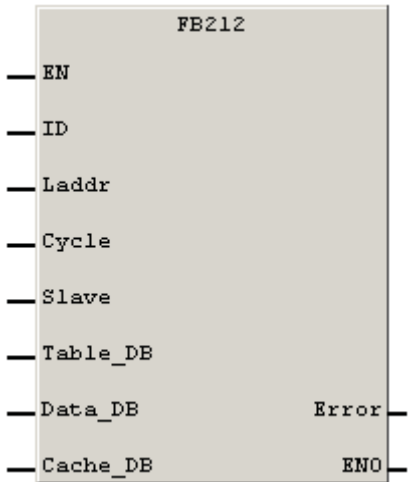 FB212
EN
ID
Laddr
Cycle
Slave
Table_DB
Data_DB Error
Cache_DB ENO